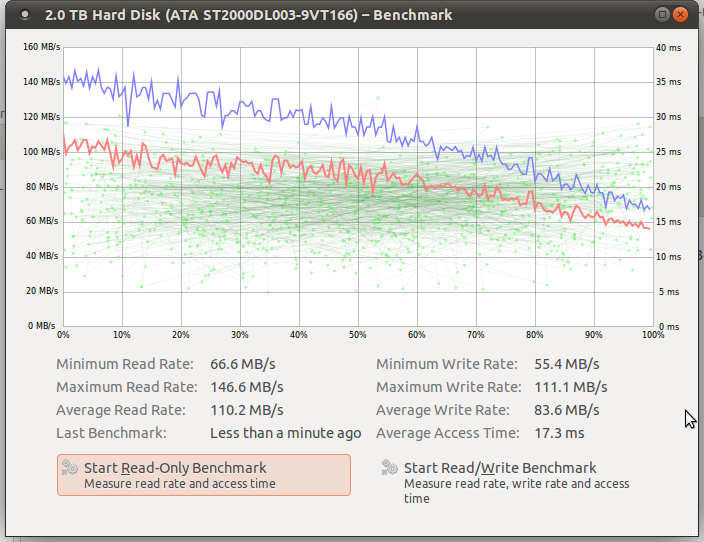 2.0 TB Hard Disk (ATA ST2000DL003-9VT166) – Benchmark
160 MB/s 40 ms
140 MB/s 35 ms
120 MB/s 30 ms
100 MB/s 25 ms
80 MB/s 20 ms
60 MB/s 15 ms
40 MB/s 10 ms
20 MB/s 5 ms
0 MB/s 0 ms
0% 10% 20% 30% 40% 50% 60% 70% 80% 90% 100%
Minimum Read Rate: 66.6 MB/s Minimum Write Rate: 55.4 MB/s
Maximum Read Rate: 146.6 MB/s Maximum Write Rate: 111.1 MB/s
Average Read Rate: 110.2 MB/s Average Write Rate: 83.6 MB/s
Last Benchmark: Less than a minute ago Average Access Time: 17.3 ms
Start Read-Only Benchmark Start Read/Write Benchmark
Measure read rate and access time Measure read rate, write rate and access
time